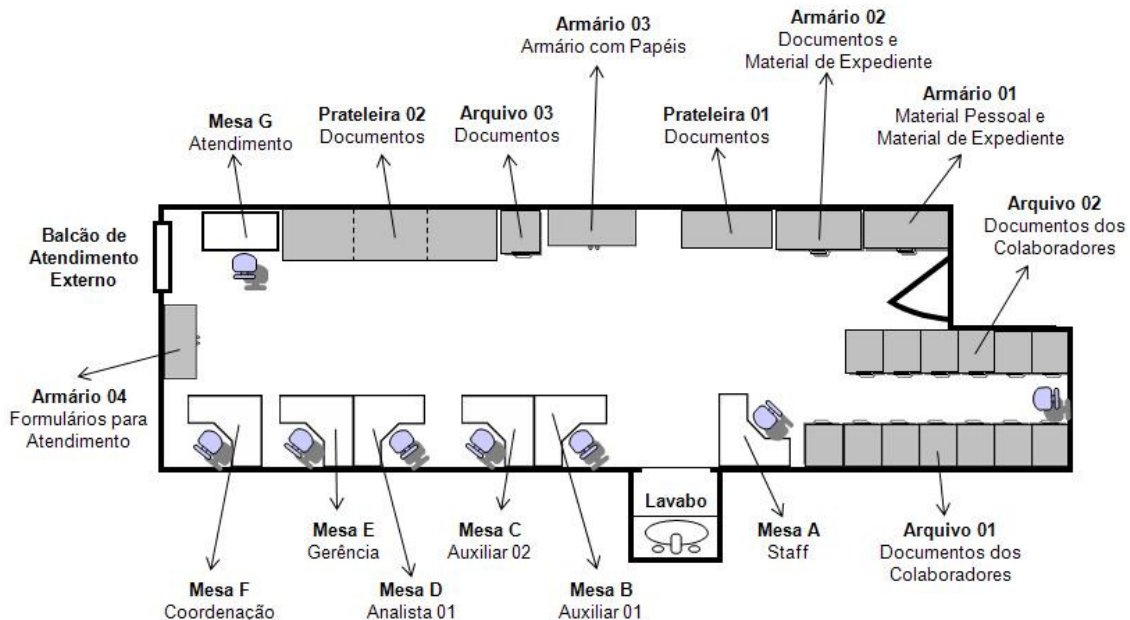 Armário 03
Armário com Papéis
Armário 02
Documentos e
Material de Expediente
Armário 01
Material Pessoal e
Material de Expediente
Mesa G
Atendimento
Prateleira 02
Documentos
Arquivo 03
Documentos
Prateleira 01
Documentos
Arquivo 02
Documentos dos
Colaboradores
Balcão de
Atendimento
Externo
Armário 04
Formulários para
Atendimento
Lavabo
Mesa E
Gerência
Mesa C
Auxiliar 02
Mesa A
Staff
Arquivo 01
Documentos dos
Colaboradores
Mesa F
Coordenação
Mesa D
Analista 01
Mesa B
Auxiliar 01